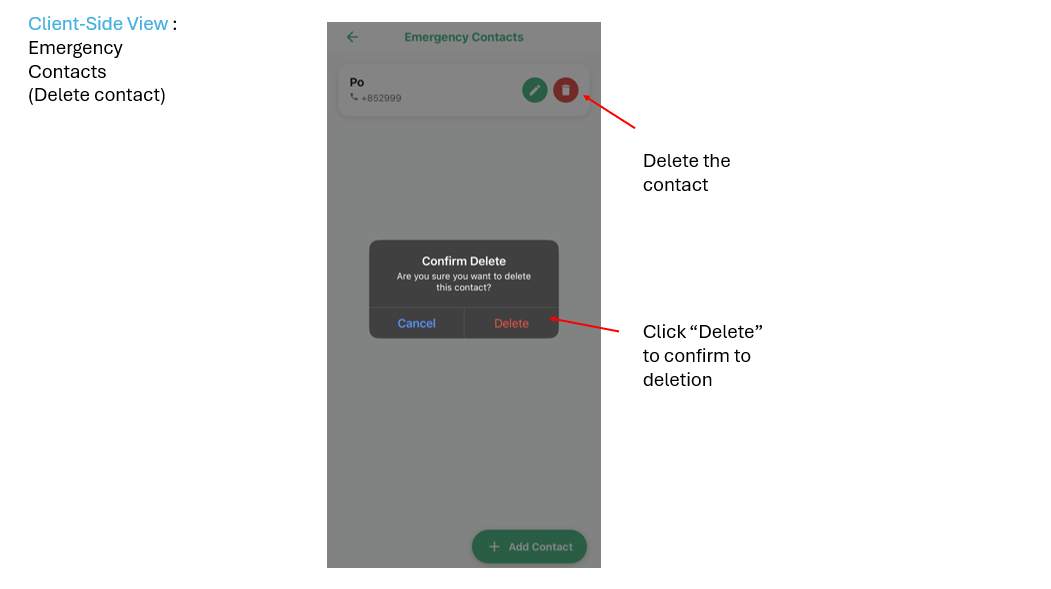 Client-Side View :
Emergency
Contacts
(Delete contact)
Emergency Contacts
Po
+852999
Delete the
contact
Confirm Delete
Are you sure you want to delete
this contact?
Cancel
Delete
Click “Delete”
to confirm to
deletion
Add Contact